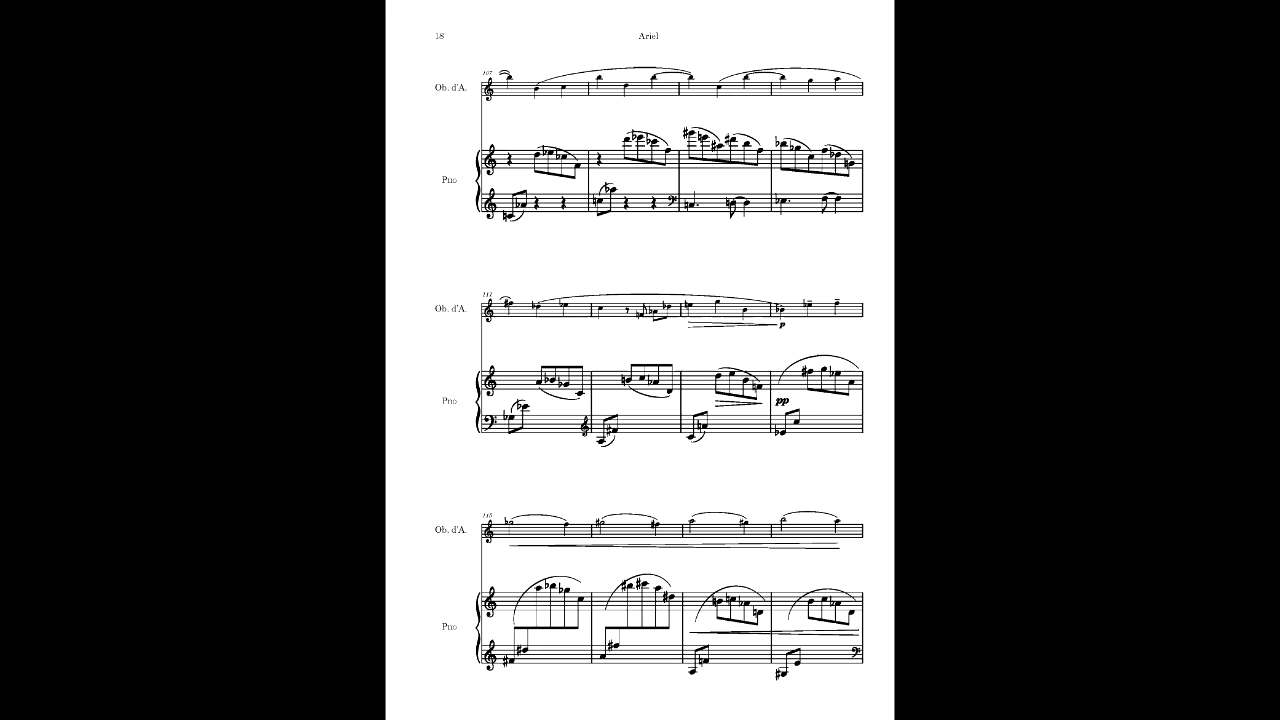 18 Ariel
107
Ob. d'A.
Pno
111
Ob. d'A.
p
Pno
pp
115
Ob. d'A.
Pno